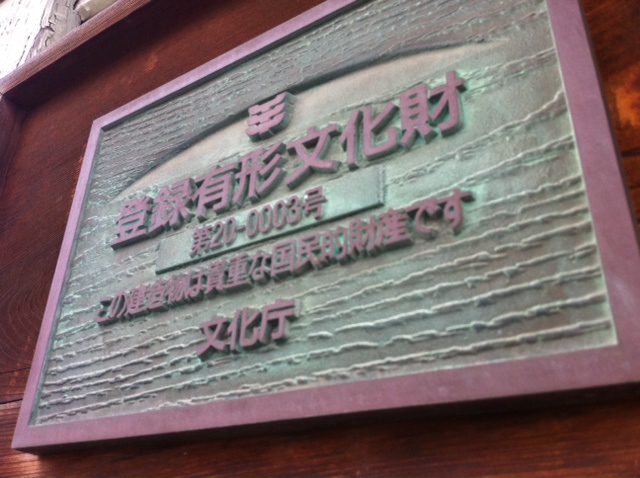 登録有形文化財
第20-0003号
この建造物は貴重な国民的財産です
文化庁